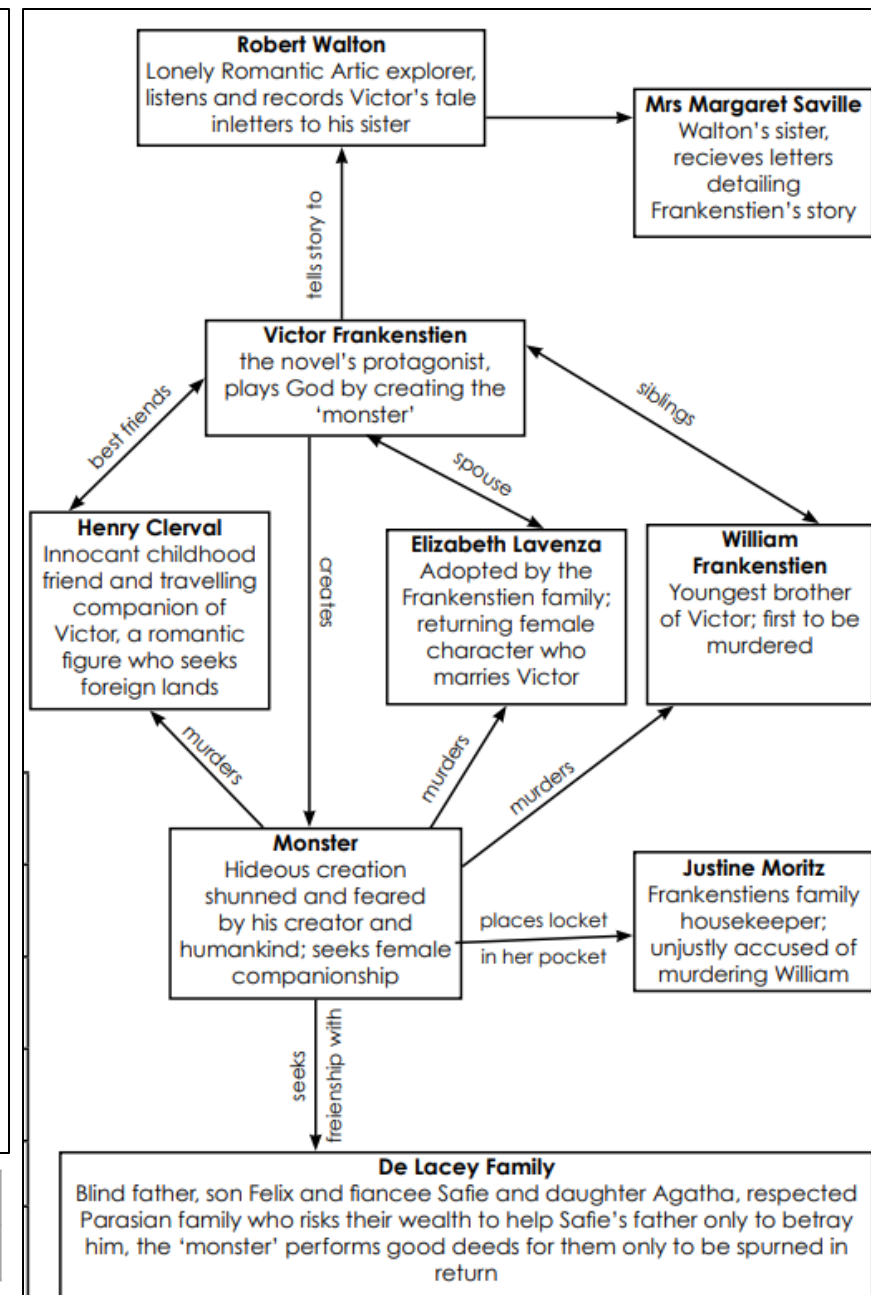 Robert Walton
Lonely Romantic Artic explorer,
listens and records Victor's tale
inletters to his sister
Mrs Margaret Saville
Walton's sister,
recieves letters
detailing
Frankenstien's story
tells story to
Victor Frankenstien
the novel's protagonist,
plays God by creating the
'monster'
best friends
spouse
siblings
Henry Clerval
Innocant childhood
friend and travelling
companion of
Victor, a romantic
figure who seeks
foreign lands
creates
Elizabeth Lavenza
Adopted by the
Frankenstien family;
returning female
character who
marries Victor
William
Frankenstien
Youngest brother
of Victor; first to be
murdered
murders
murders
murders
Monster
Hideous creation
shunned and feared
by his creator and
humankind; seeks female
companionship
places locket
in her pocket
Justine Moritz
Frankenstiens family
housekeeper;
unjustly accused of
murdering William
seeks
freienship with
De Lacey Family
Blind father, son Felix and fiancee Safie and daughter Agatha, respected
Parasian family who risks their wealth to help Safie's father only to betray
him, the 'monster' performs good deeds for them only to be spurned in
return